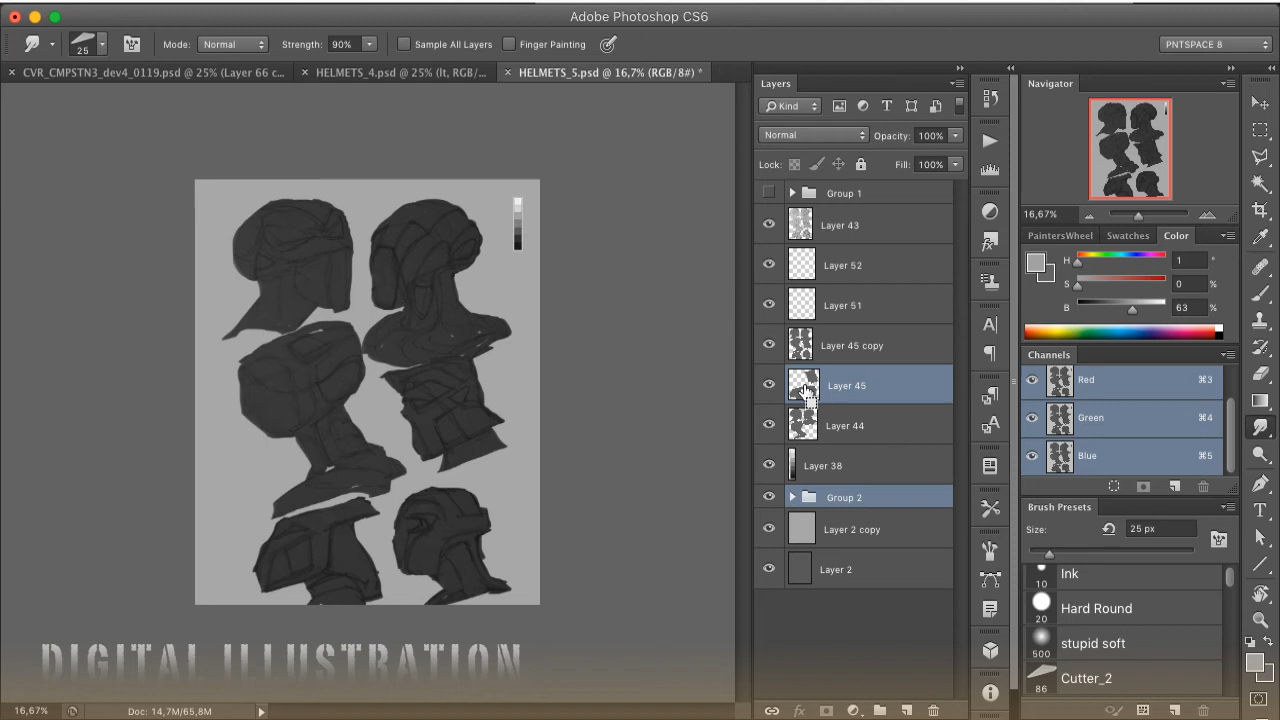 Adobe Photoshop CS6
25 Mode: Normal Strength: 90% Sample All Layers Finger Painting PNTSPACE 8
CVR_CMPSTN3_dev4_0119.psd @ 25% (Layer 66 c... HELMETS_4.psd @ 25% (lt, RGB/... HELMETS_5.psd @ 16,7% (RGB/8#) *
Layers
Kind
Normal Opacity: 100%
Lock: Fill: 100%
Group 1
Layer 43
Layer 52
Layer 51
Layer 45 copy
Layer 45
Layer 44
Layer 38
Group 2
Layer 2 copy
Layer 2
Navigator
16,67%
PaintersWheel Swatches Color
H 1 °
S 0 %
B 63 %
Channels
Red ⌘3
Green ⌘4
Blue ⌘5
Brush Presets
Size: 25 px
10 Ink
20 Hard Round
500 stupid soft
86 Cutter_2
DIGITAL ILLUSTRATION
16,67% Doc: 14,7M/65,8M